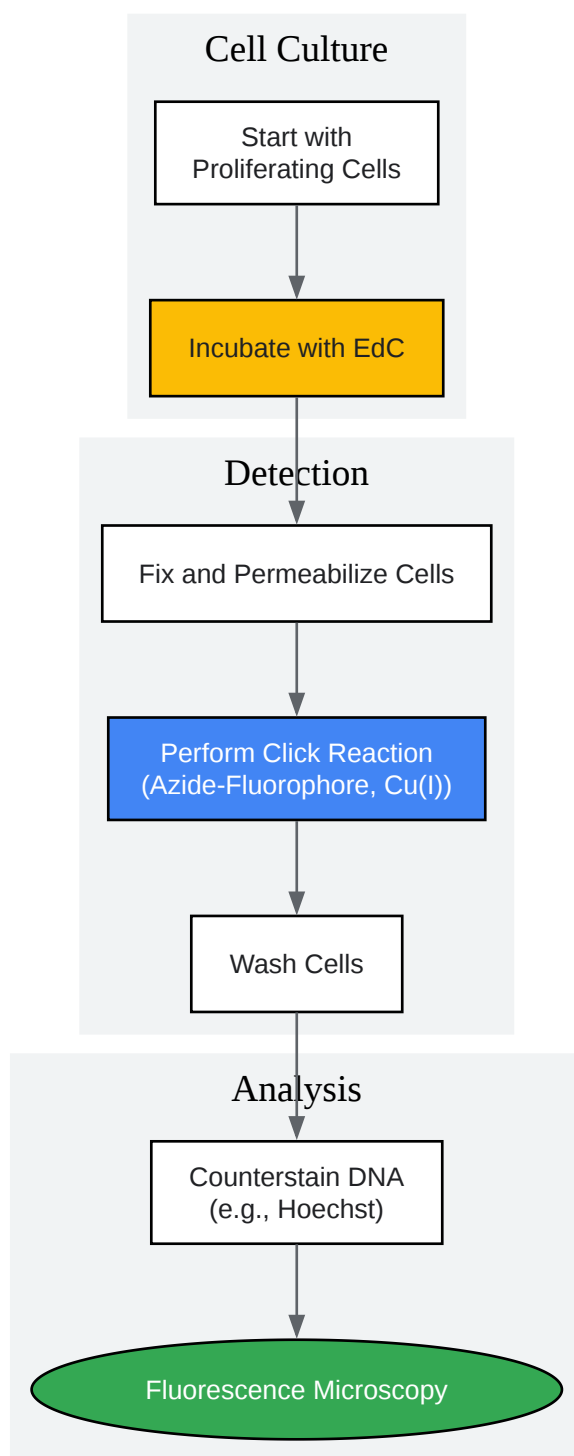 Cell Culture
Start with
Proliferating Cells
Incubate with EdC
Detection
Fix and Permeabilize Cells
Perform Click Reaction
(Azide-Fluorophore, Cu(I))
Wash Cells
Analysis
Counterstain DNA
(e.g., Hoechst)
Fluorescence Microscopy